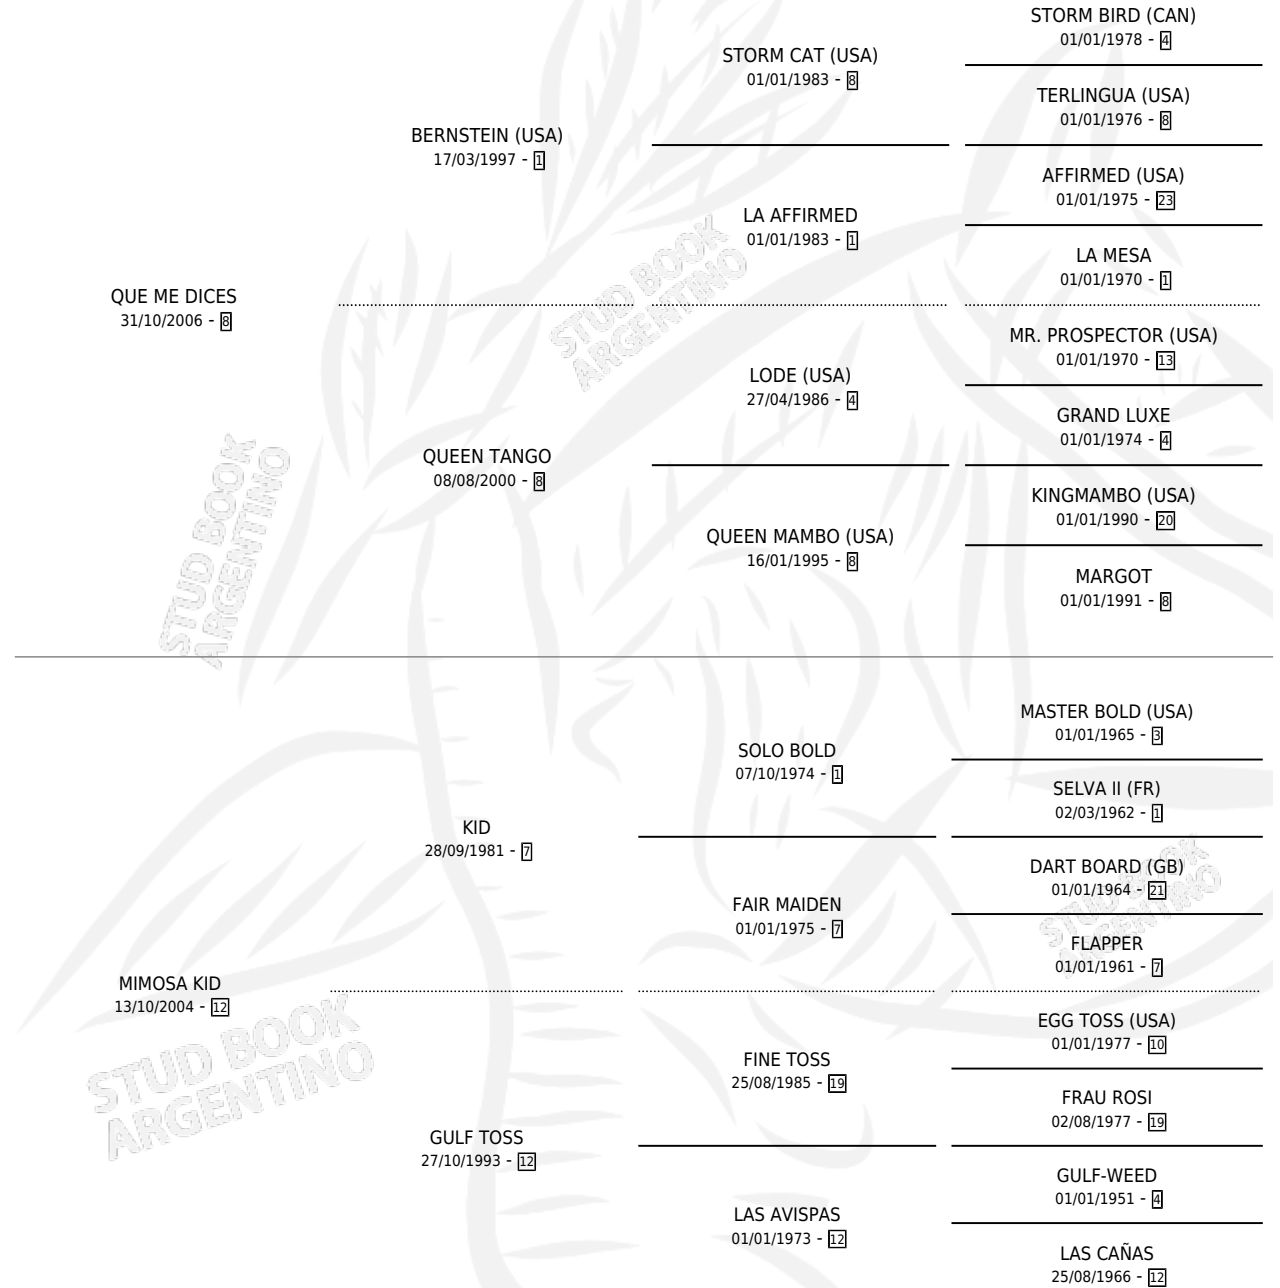 STORM BIRD (CAN)
01/01/1978 - 4
STORM CAT (USA)
01/01/1983 - 8
TERLINGUA (USA)
01/01/1976 - 8
BERNSTEIN (USA)
17/03/1997 - 1
AFFIRMED (USA)
01/01/1975 - 23
LA AFFIRMED
01/01/1983 - 1
LA MESA
01/01/1970 - 1
QUE ME DICES
31/10/2006 - 8
MR. PROSPECTOR (USA)
01/01/1970 - 13
LODE (USA)
27/04/1986 - 4
GRAND LUXE
01/01/1974 - 4
QUEEN TANGO
08/08/2000 - 8
KINGMAMBO (USA)
01/01/1990 - 20
QUEEN MAMBO (USA)
16/01/1995 - 8
MARGOT
01/01/1991 - 8
MASTER BOLD (USA)
01/01/1965 - 3
SOLO BOLD
07/10/1974 - 1
SELVA II (FR)
02/03/1962 - 1
KID
28/09/1981 - 7
DART BOARD (GB)
01/01/1964 - 21
FAIR MAIDEN
01/01/1975 - 7
FLAPPER
01/01/1961 - 7
MIMOSA KID
13/10/2004 - 12
EGG TOSS (USA)
01/01/1977 - 10
FINE TOSS
25/08/1985 - 19
FRAU ROSI
02/08/1977 - 19
GULF TOSS
27/10/1993 - 12
GULF-WEED
01/01/1951 - 4
LAS AVISPAS
01/01/1973 - 12
LAS CAÑAS
25/08/1966 - 12
STUD BOOK
ARGENTINO
STUD BOOK
ARGENTINO
STUD BOOK
ARGENTINO
STUD BOOK
ARGENTINO